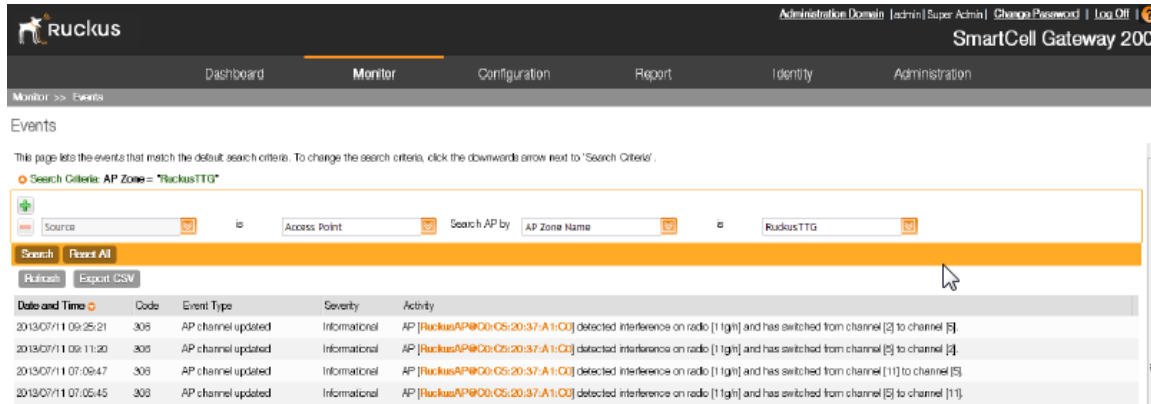 Administration Domain |admin|Super Admin| Change Password | Log Off | ?
RUCKUS
SmartCell Gateway 200
Dashboard Monitor Configuration Report Identity Administration
Monitor >> Events
Events
This page lists the events that match the default search criteria. To change the search criteria, click the downwards arrow next to 'Search Criteria'.
Search Criteria: AP Zone = "RuckusTTG"
Source is Access Point Search AP by AP Zone Name is RuckusTTG
Search Reset All
Refresh Export CSV
Date and Time Code Event Type Severity Activity
2013/07/11 09:25:21 306 AP channel updated Informational AP [RuckusAP@C0:C5:20:37:A1:C0] detected interference on radio [11g/n] and has switched from channel [2] to channel [5].
2013/07/11 09:11:20 306 AP channel updated Informational AP [RuckusAP@C0:C5:20:37:A1:C0] detected interference on radio [11g/n] and has switched from channel [5] to channel [2].
2013/07/11 07:09:47 306 AP channel updated Informational AP [RuckusAP@C0:C5:20:37:A1:C0] detected interference on radio [11g/n] and has switched from channel [11] to channel [5].
2013/07/11 07:05:45 306 AP channel updated Informational AP [RuckusAP@C0:C5:20:37:A1:C0] detected interference on radio [11g/n] and has switched from channel [5] to channel [11].